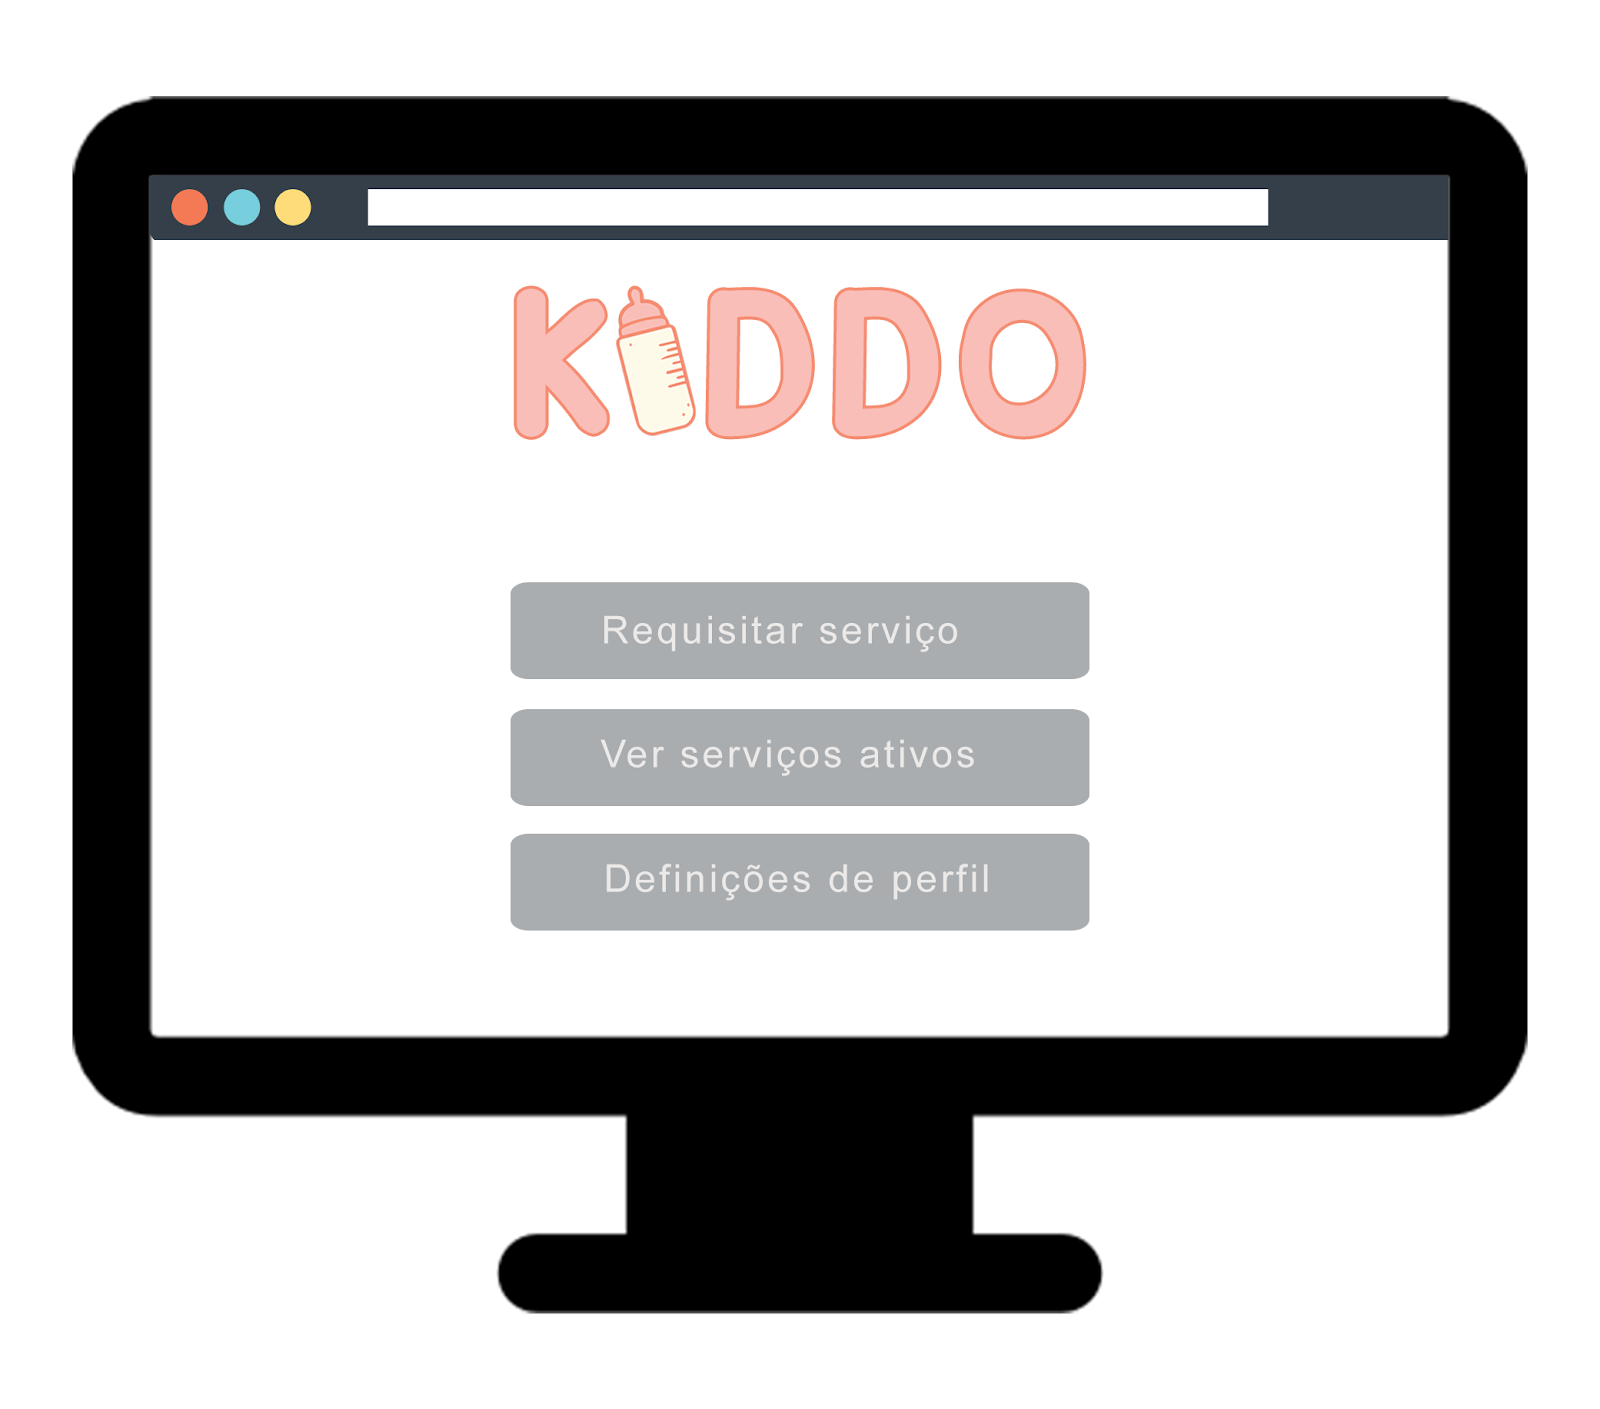 KIDDO
Requisitar serviço
Ver serviços ativos
Definições de perfil